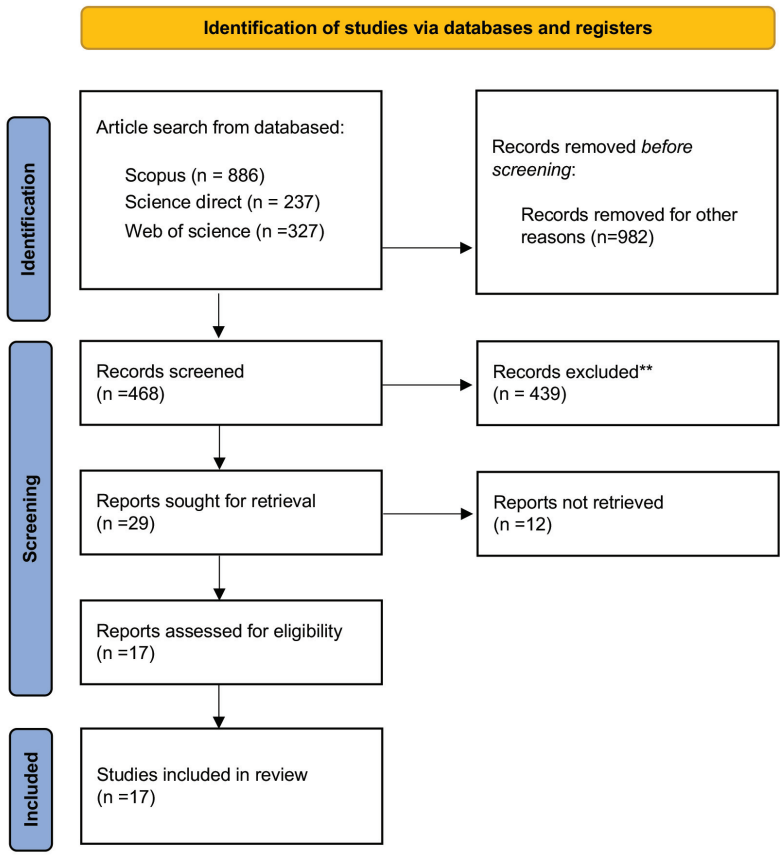 Identification of studies via databases and registers
Identification
Article search from databased:
Scopus (n = 886)
Science direct (n = 237)
Web of science (n =327)
Records removed before
screening:
Records removed for other
reasons (n=982)
Screening
Records screened
(n =468)
Records excluded**
(n = 439)
Reports sought for retrieval
(n =29)
Reports not retrieved
(n =12)
Reports assessed for eligibility
(n =17)
Included
Studies included in review
(n =17)